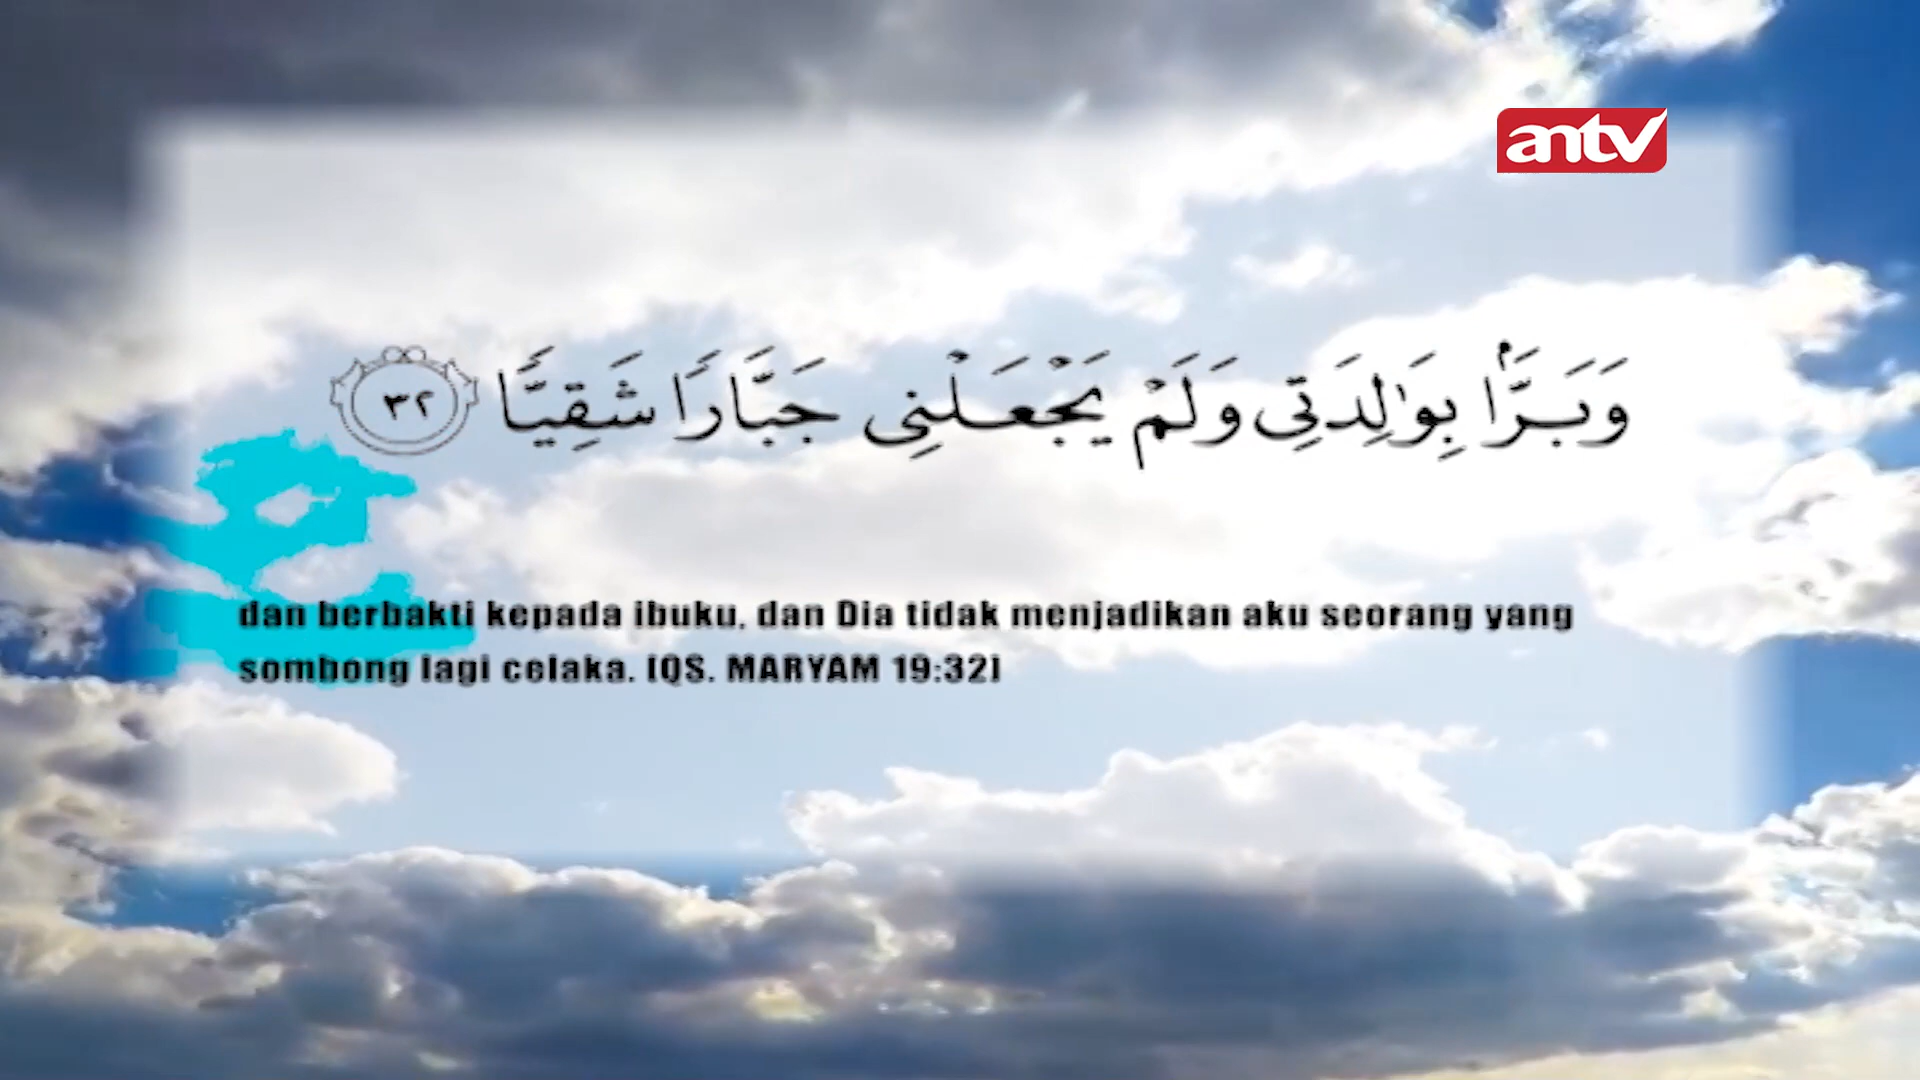 antv
وَبَرًّۢا بِوَٰلِدَتِى وَلَمْ يَجْعَلْنِى جَبَّارًا شَقِيًّا ٣٢
dan berbakti kepada ibuku, dan Dia tidak menjadikan aku seorang yang
sombong lagi celaka. [QS. MARYAM 19:32]